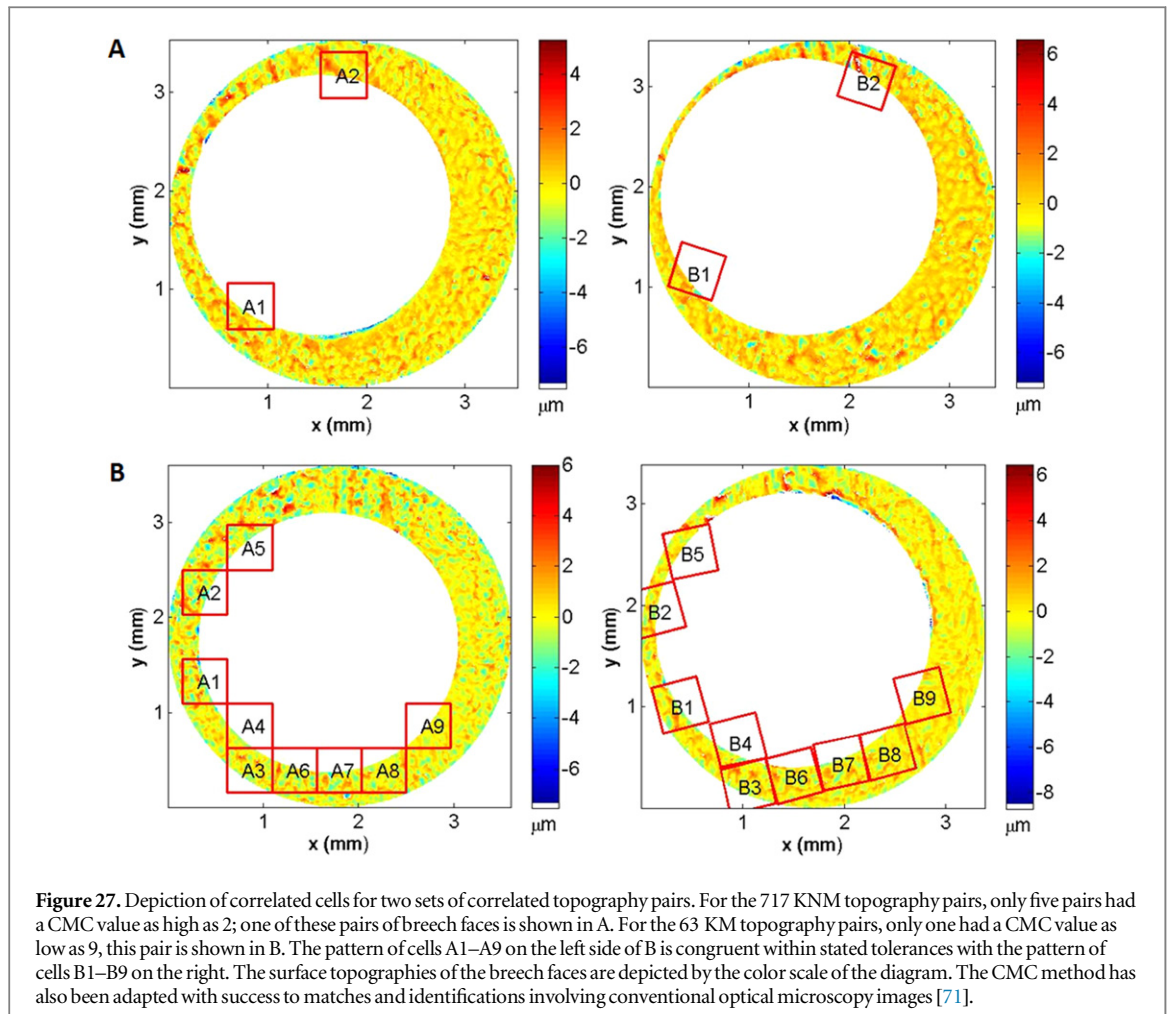 A
A2
A1
3
2
1
1
2
3
y (mm)
x (mm)
4
2
0
-2
-4
-6
μm
B2
B1
3
2
1
1
2
3
y (mm)
x (mm)
6
4
2
0
-2
-4
-6
μm
B
A5
A2
A1
A4
A9
A3 A6 A7 A8
3
2
1
1
2
3
y (mm)
x (mm)
6
4
2
0
-2
-4
-6
μm
B5
B2
B1
B4
B9
B3 B6 B7 B8
3
2
1
1
2
3
y (mm)
x (mm)
6
4
2
0
-2
-4
-6
-8
μm
Figure 27. Depiction of correlated cells for two sets of correlated topography pairs. For the 717 KNM topography pairs, only five pairs had
a CMC value as high as 2; one of these pairs of breech faces is shown in A. For the 63 KM topography pairs, only one had a CMC value as
low as 9, this pair is shown in B. The pattern of cells A1–A9 on the left side of B is congruent within stated tolerances with the pattern of
cells B1–B9 on the right. The surface topographies of the breech faces are depicted by the color scale of the diagram. The CMC method has
also been adapted with success to matches and identifications involving conventional optical microscopy images [71].